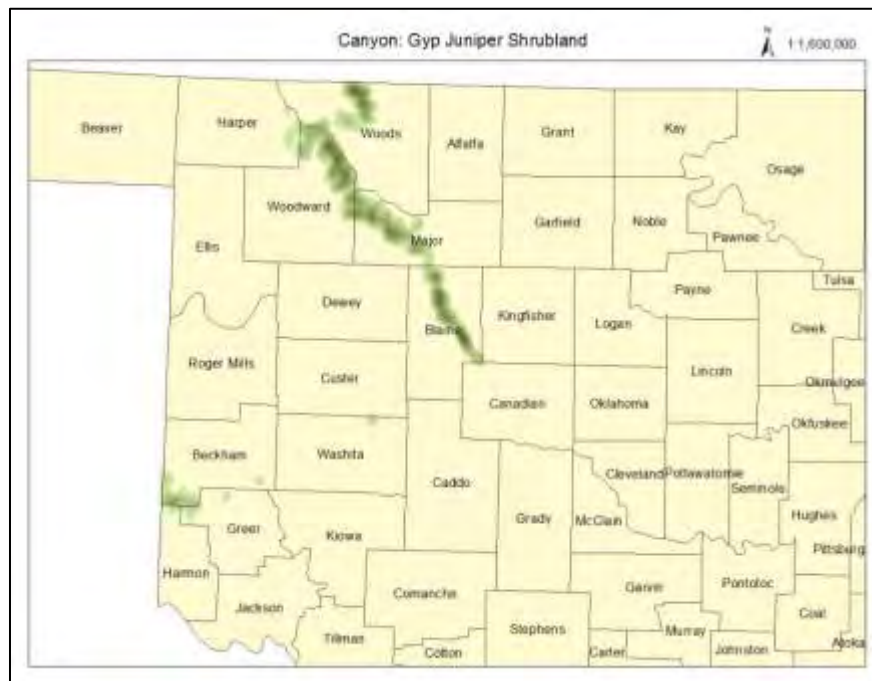 Canyon: Gyp Juniper Shrubland
N
1:1,600,000
Beaver
Harper
Woods
Alfalfa
Grant
Kay
Osage
Woodward
Ellis
Major
Garfield
Noble
Pawnee
Tulsa
Dewey
Blaine
Kingfisher
Logan
Payne
Creek
Roger Mills
Custer
Lincoln
Okmulgee
Canadian
Oklahoma
Okfuskee
Beckham
Washita
Caddo
Cleveland
Pottawatomie
Seminole
Greer
Kiowa
Grady
McClain
Hughes
Pittsburg
Harmon
Comanche
Garvin
Pontotoc
Jackson
Tillman
Stephens
Murray
Coal
Cotton
Carter
Johnston
Atoka